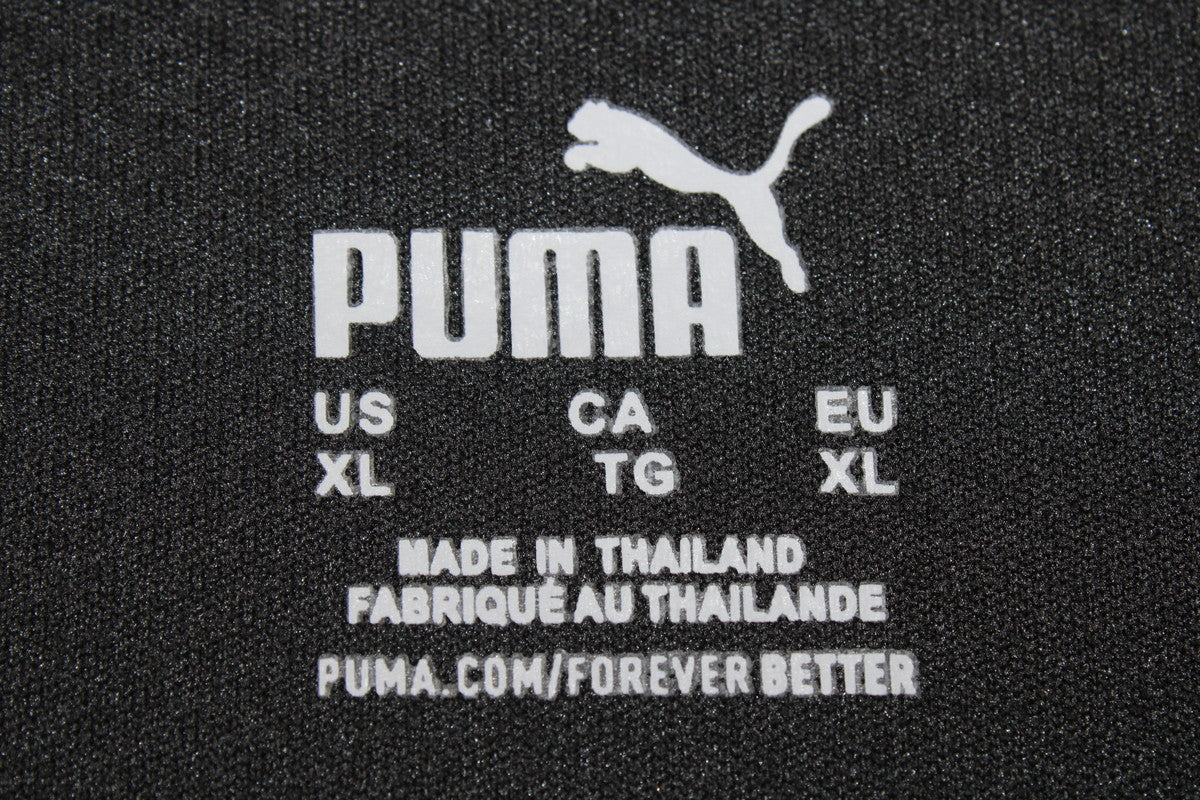 PUMA
US CA EU
XL TG XL
MADE IN THAILAND
FABRIQUÉ AU THAILANDE
PUMA.COM/FOREVER BETTER